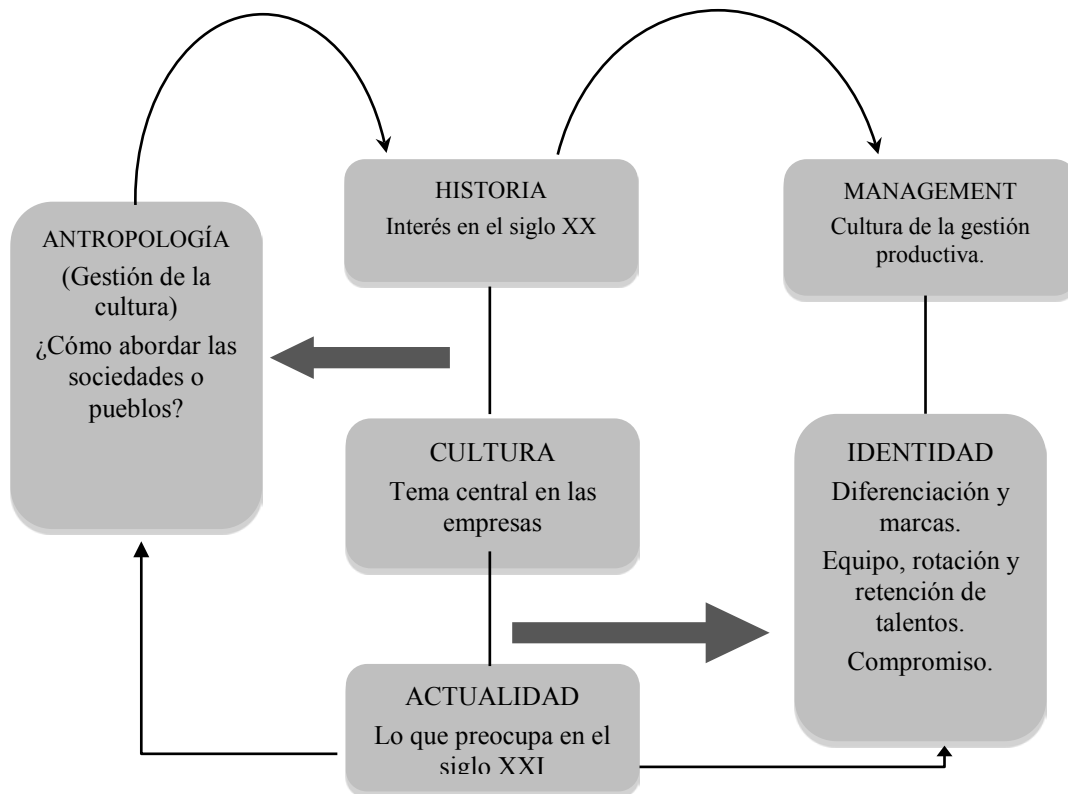 HISTORIA
Interés en el siglo XX
MANAGEMENT
Cultura de la gestión
productiva.
ANTROPOLOGÍA
(Gestión de la
cultura)
¿Cómo abordar las
sociedades o
pueblos?
CULTURA
Tema central en las
empresas
IDENTIDAD
Diferenciación y
marcas.
Equipo, rotación y
retención de
talentos.
Compromiso.
ACTUALIDAD
Lo que preocupa en el
siglo XXI